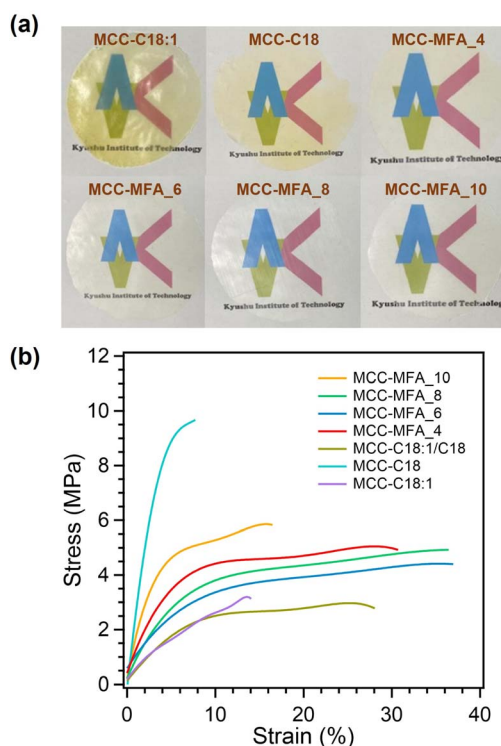 (a)
MCC-C18:1 MCC-C18 MCC-MFA_4
Kyushu Institute of Technology Kyushu Institute of Technology Kyushu Institute of Technology
MCC-MFA_6 MCC-MFA_8 MCC-MFA_10
Kyushu Institute of Technology Kyushu Institute of Technology Kyushu Institute of Technology
(b)
12
10
8
6
4
2
0
Stress (MPa)
MCC-MFA_10
MCC-MFA_8
MCC-MFA_6
MCC-MFA_4
MCC-C18:1/C18
MCC-C18
MCC-C18:1
0 10 20 30 40
Strain (%)